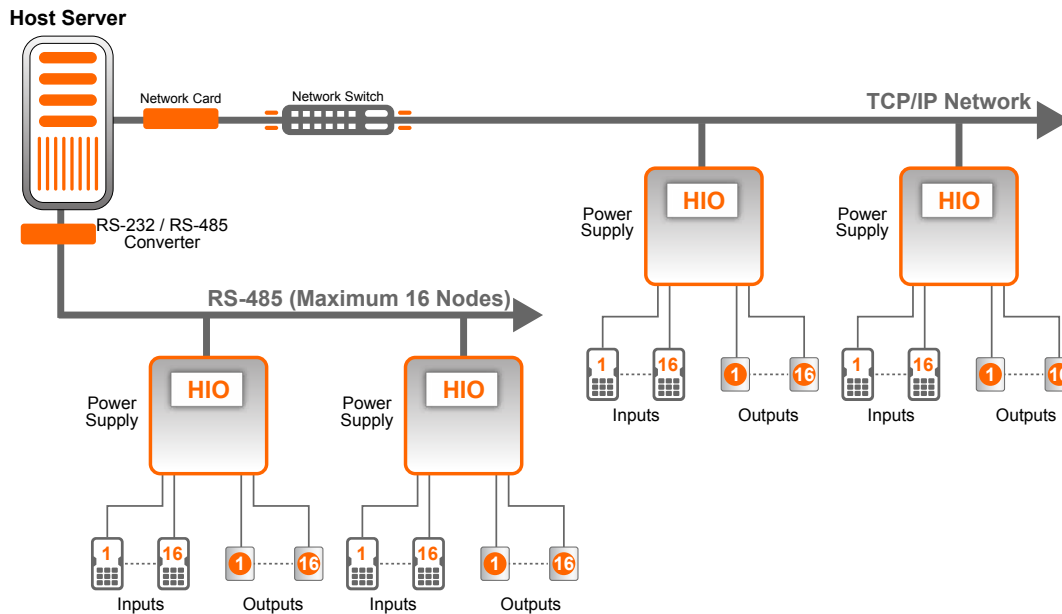 Host Server
Network Card
Network Switch
TCP/IP Network
HIO
Power
Supply
HIO
Power
Supply
RS-232 / RS-485
Converter
RS-485 (Maximum 16 Nodes)
1
16
1
16
Inputs
Outputs
1
16
1
16
Inputs
Outputs
HIO
Power
Supply
HIO
Power
Supply
1
16
1
16
Inputs
Outputs
1
16
1
16
Inputs
Outputs